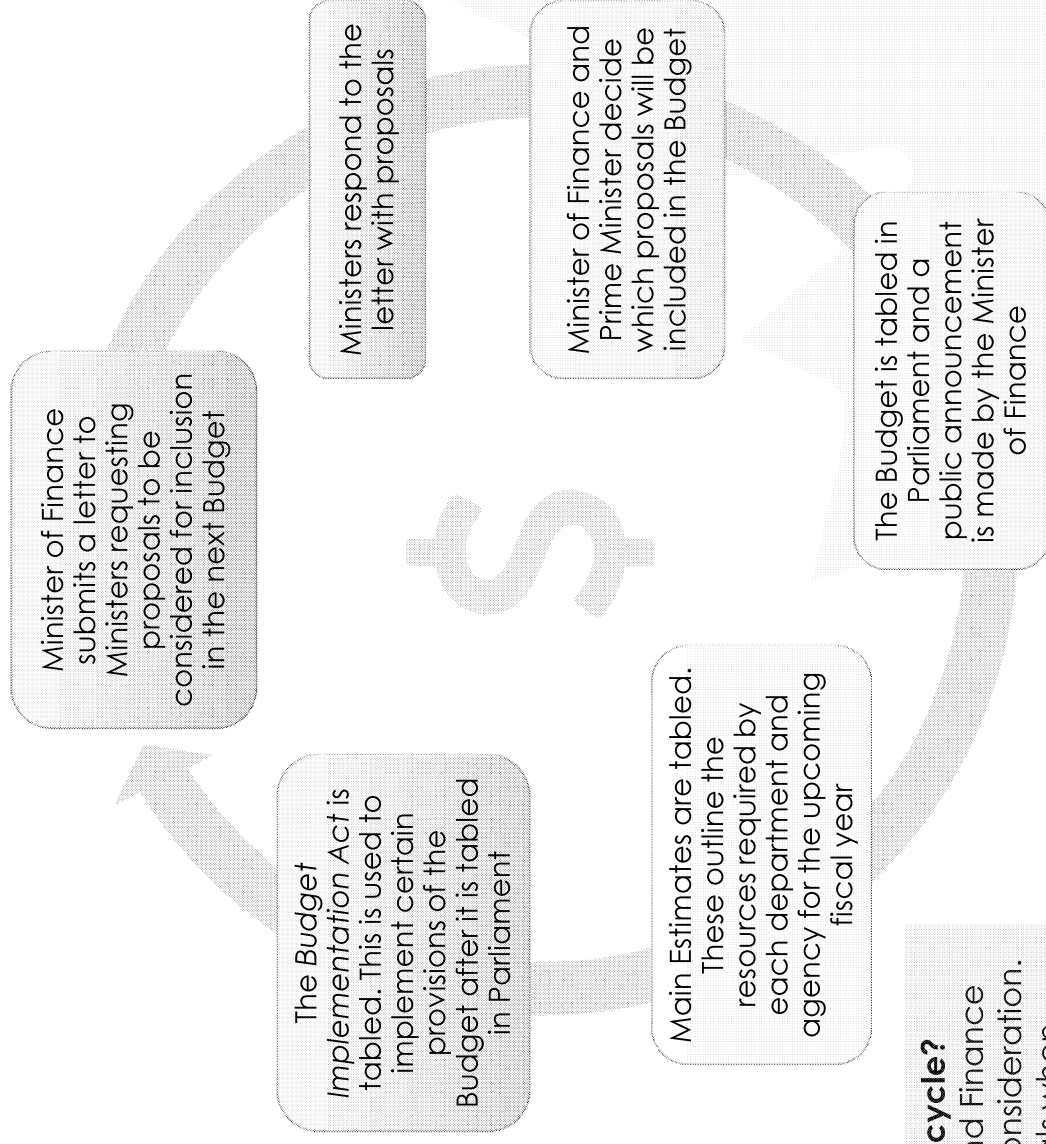 Minister of Finance
submits a letter to
Ministers requesting
proposals to be
considered for inclusion
in the next Budget
Ministers respond to the
letter with proposals
Minister of Finance and
Prime Minister decide
which proposals will be
included in the Budget
The Budget is tabled in
Parliament and a
public announcement
is made by the Minister
of Finance
Main Estimates are tabled.
These outline the
resources required by
each department and
agency for the upcoming
fiscal year
The Budget
Implementation Act is
tabled. This is used to
implement certain
provisions of the
Budget after it is tabled
in Parliament
$
cycle?
Finance